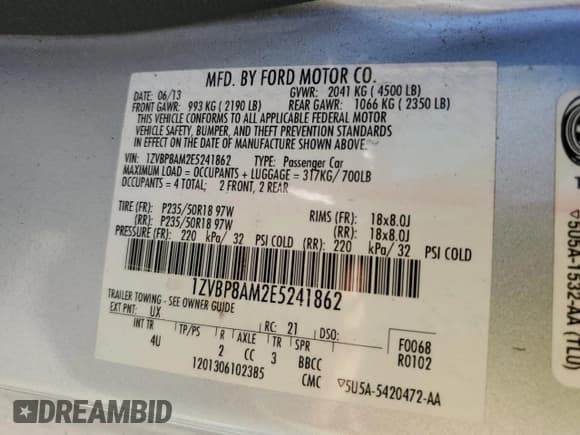 MFD. BY FORD MOTOR CO.
DATE: 06/13 GVWR: 2041 KG ( 4500 LB)
FRONT GAWR: 993 KG ( 2190 LB) REAR GAWR: 1066 KG ( 2350 LB)
THIS VEHICLE CONFORMS TO ALL APPLICABLE FEDERAL MOTOR
VEHICLE SAFETY, BUMPER, AND THEFT PREVENTION STANDARDS
IN EFFECT ON THE DATE OF MANUFACTURE SHOWN ABOVE.
VIN: 1ZVBP8AM2E5241862 TYPE: Passenger Car
MAXIMUM LOAD = OCCUPANTS + LUGGAGE = 317KG/ 700LB
OCCUPANTS = 4 TOTAL; 2 FRONT, 2 REAR
TIRE (FR): P235/50R18 97W RIMS (FR): 18x8.0J
(RR): P235/50R18 97W (RR): 18x8.0J
PRESSURE (FR): 220 kPa/ 32 PSI COLD (RR): 220 kPa/ 32 PSI COLD
1ZVBP8AM2E5241862
TRAILER TOWING - SEE OWNER GUIDE
EXT PNT: UX RC: 21 DSO: F0068
INT TR TP/PS R AXLE TR SPR R0102
4U 2 CC 3 BBCC
1201306102385 CMC ▽5U5A-5420472-AA
▽5U5A-1532-AA (TLU)
DREAMBID